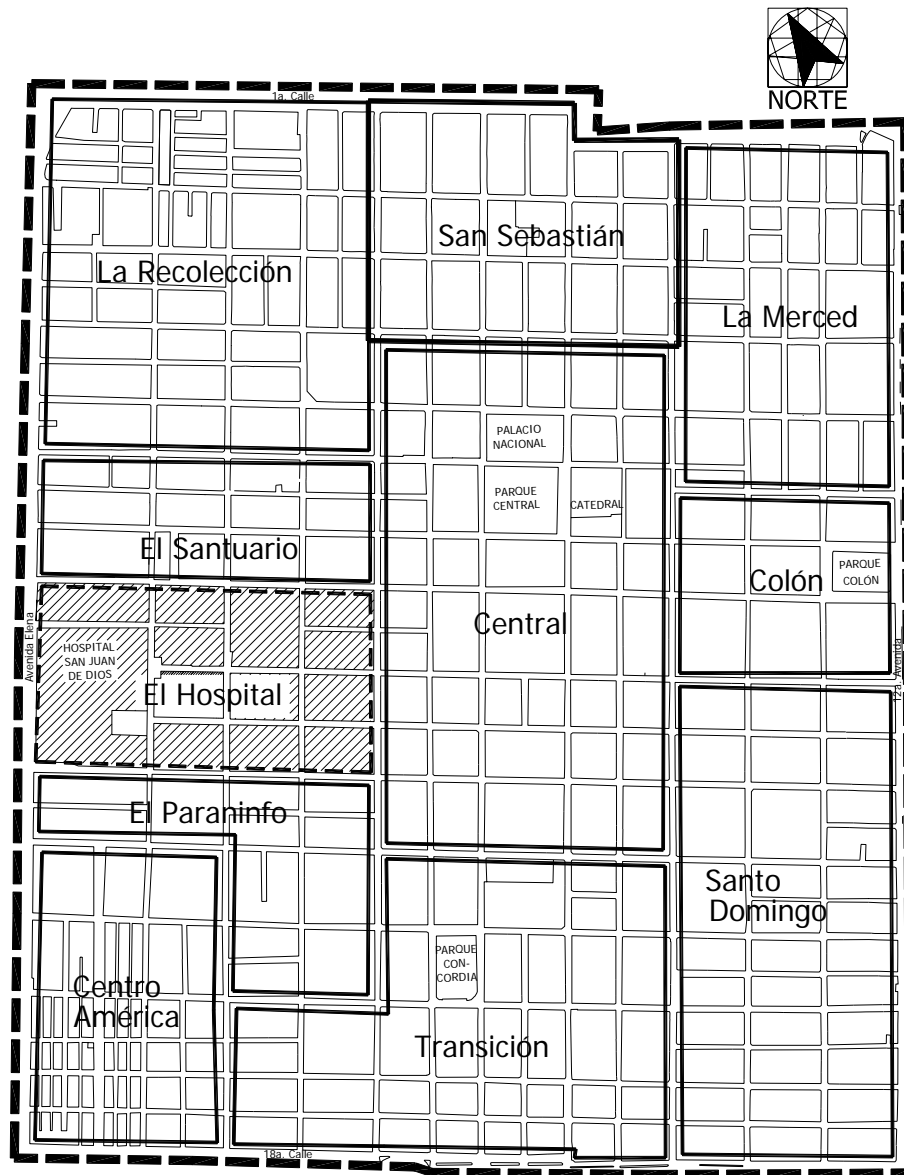 NORTE
1a. Calle
San Sebastián
La Recolección
La Merced
PALACIO
NACIONAL
PARQUE
CENTRAL
CATEDRAL
El Santuario
PARQUE
COLÓN
Colón
Avenida Elena
Central
HOSPITAL
SAN JUAN
DE DIOS
12a. Avenida
El Hospital
El Paraninfo
Santo
Domingo
PARQUE
CON-
CORDIA
Centro
América
Transición
18a. Calle